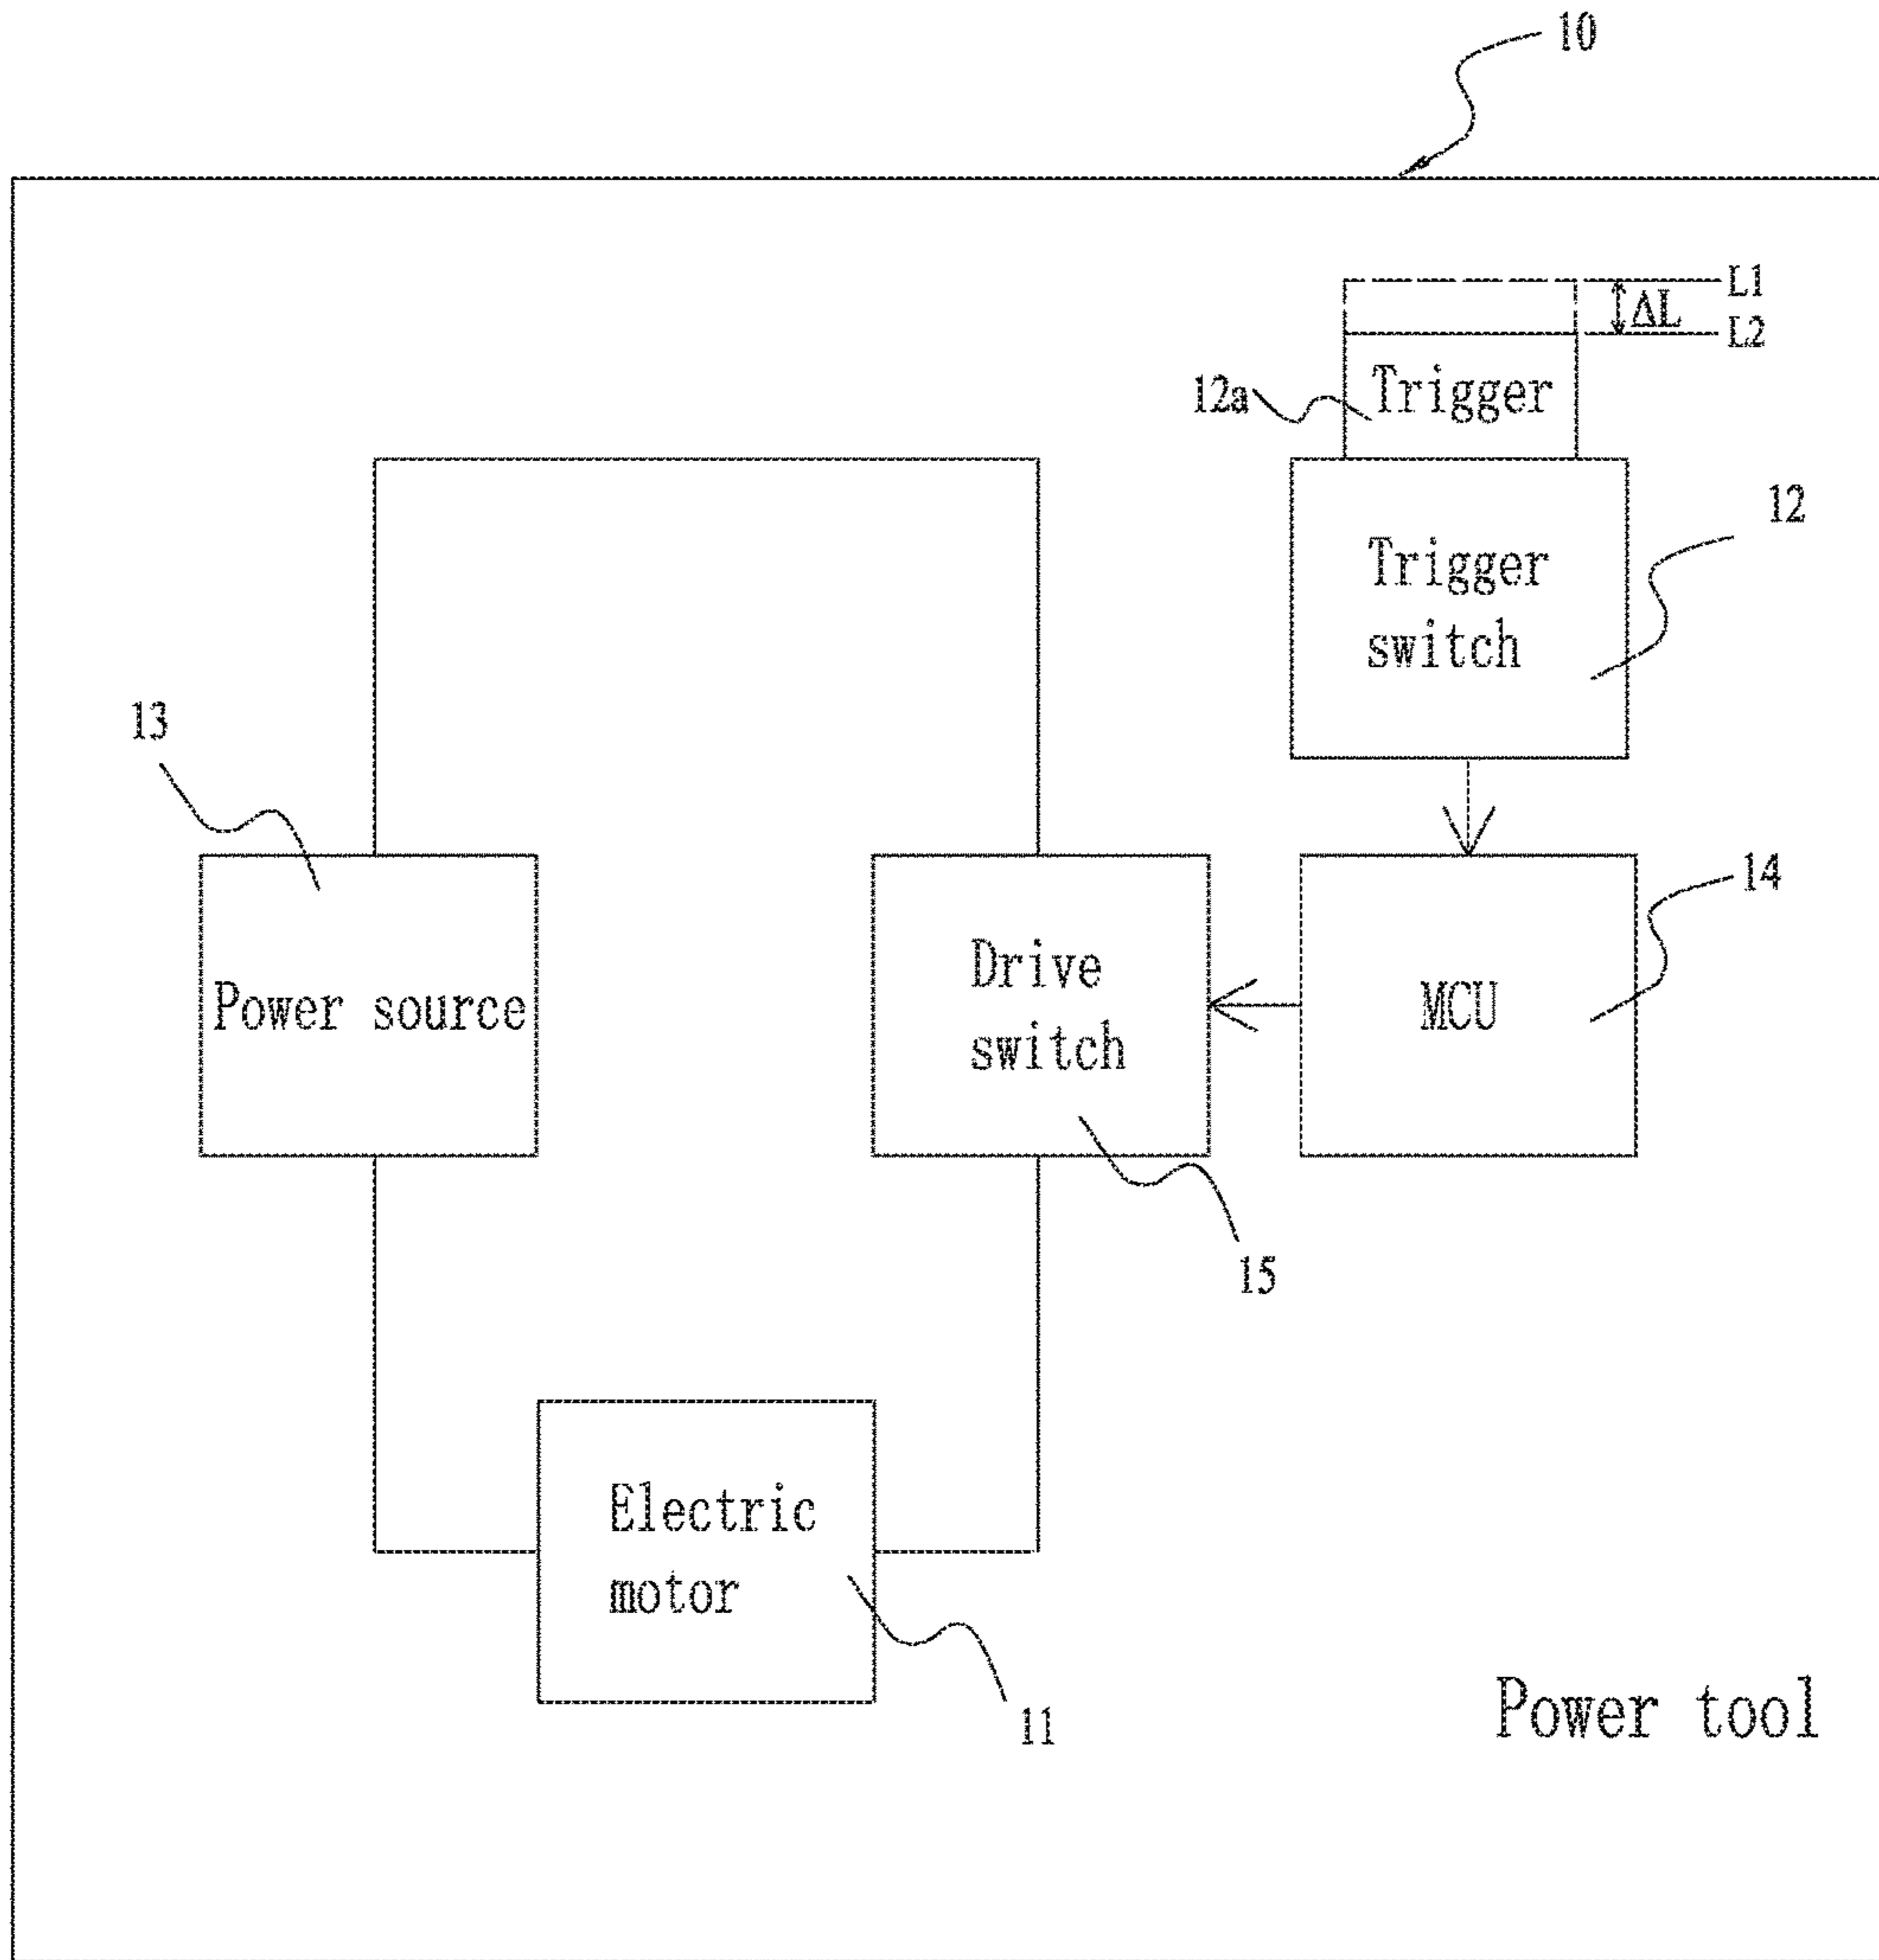 10
L1
ΔL
L2
12a
Trigger
12
Trigger
switch
13
14
Power source
Drive
switch
MCU
15
Electric
motor
11
Power tool